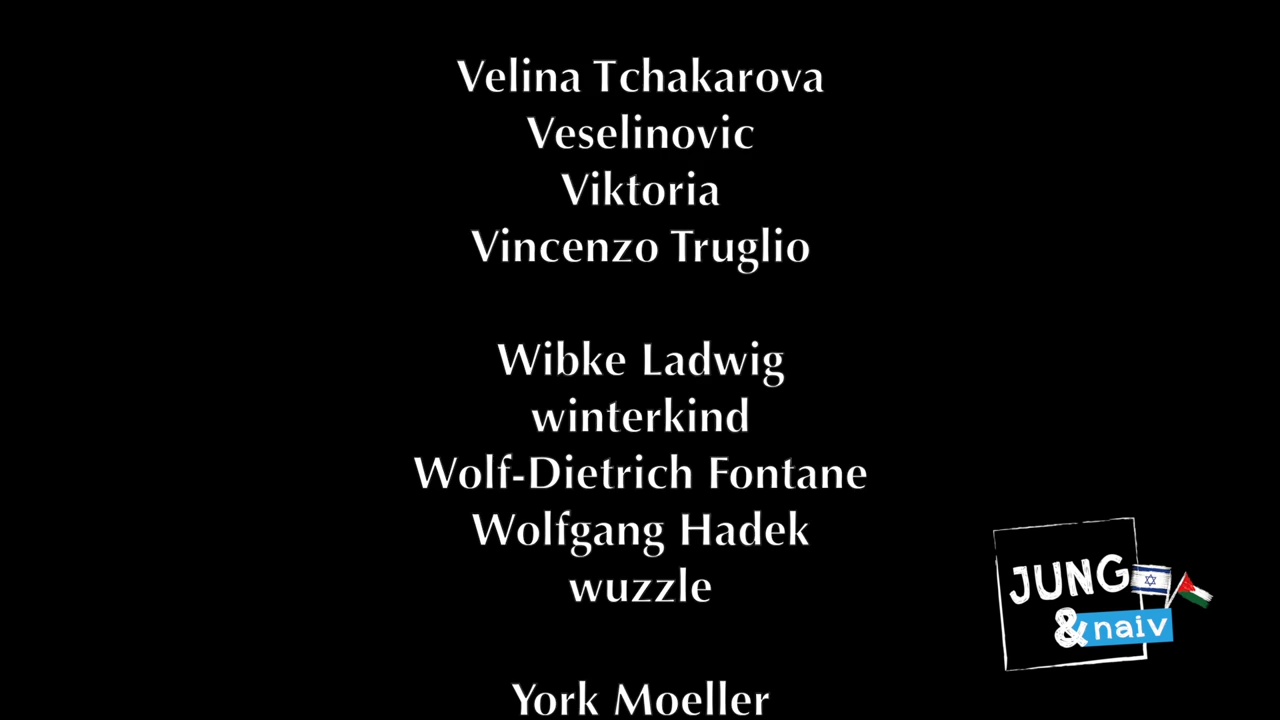 Velina Tchakarova
Veselinovic
Viktoria
Vincenzo Truglio
Wibke Ladwig
winterkind
Wolf-Dietrich Fontane
Wolfgang Hadek
wuzzle
York Moeller
JUNG
& naiv